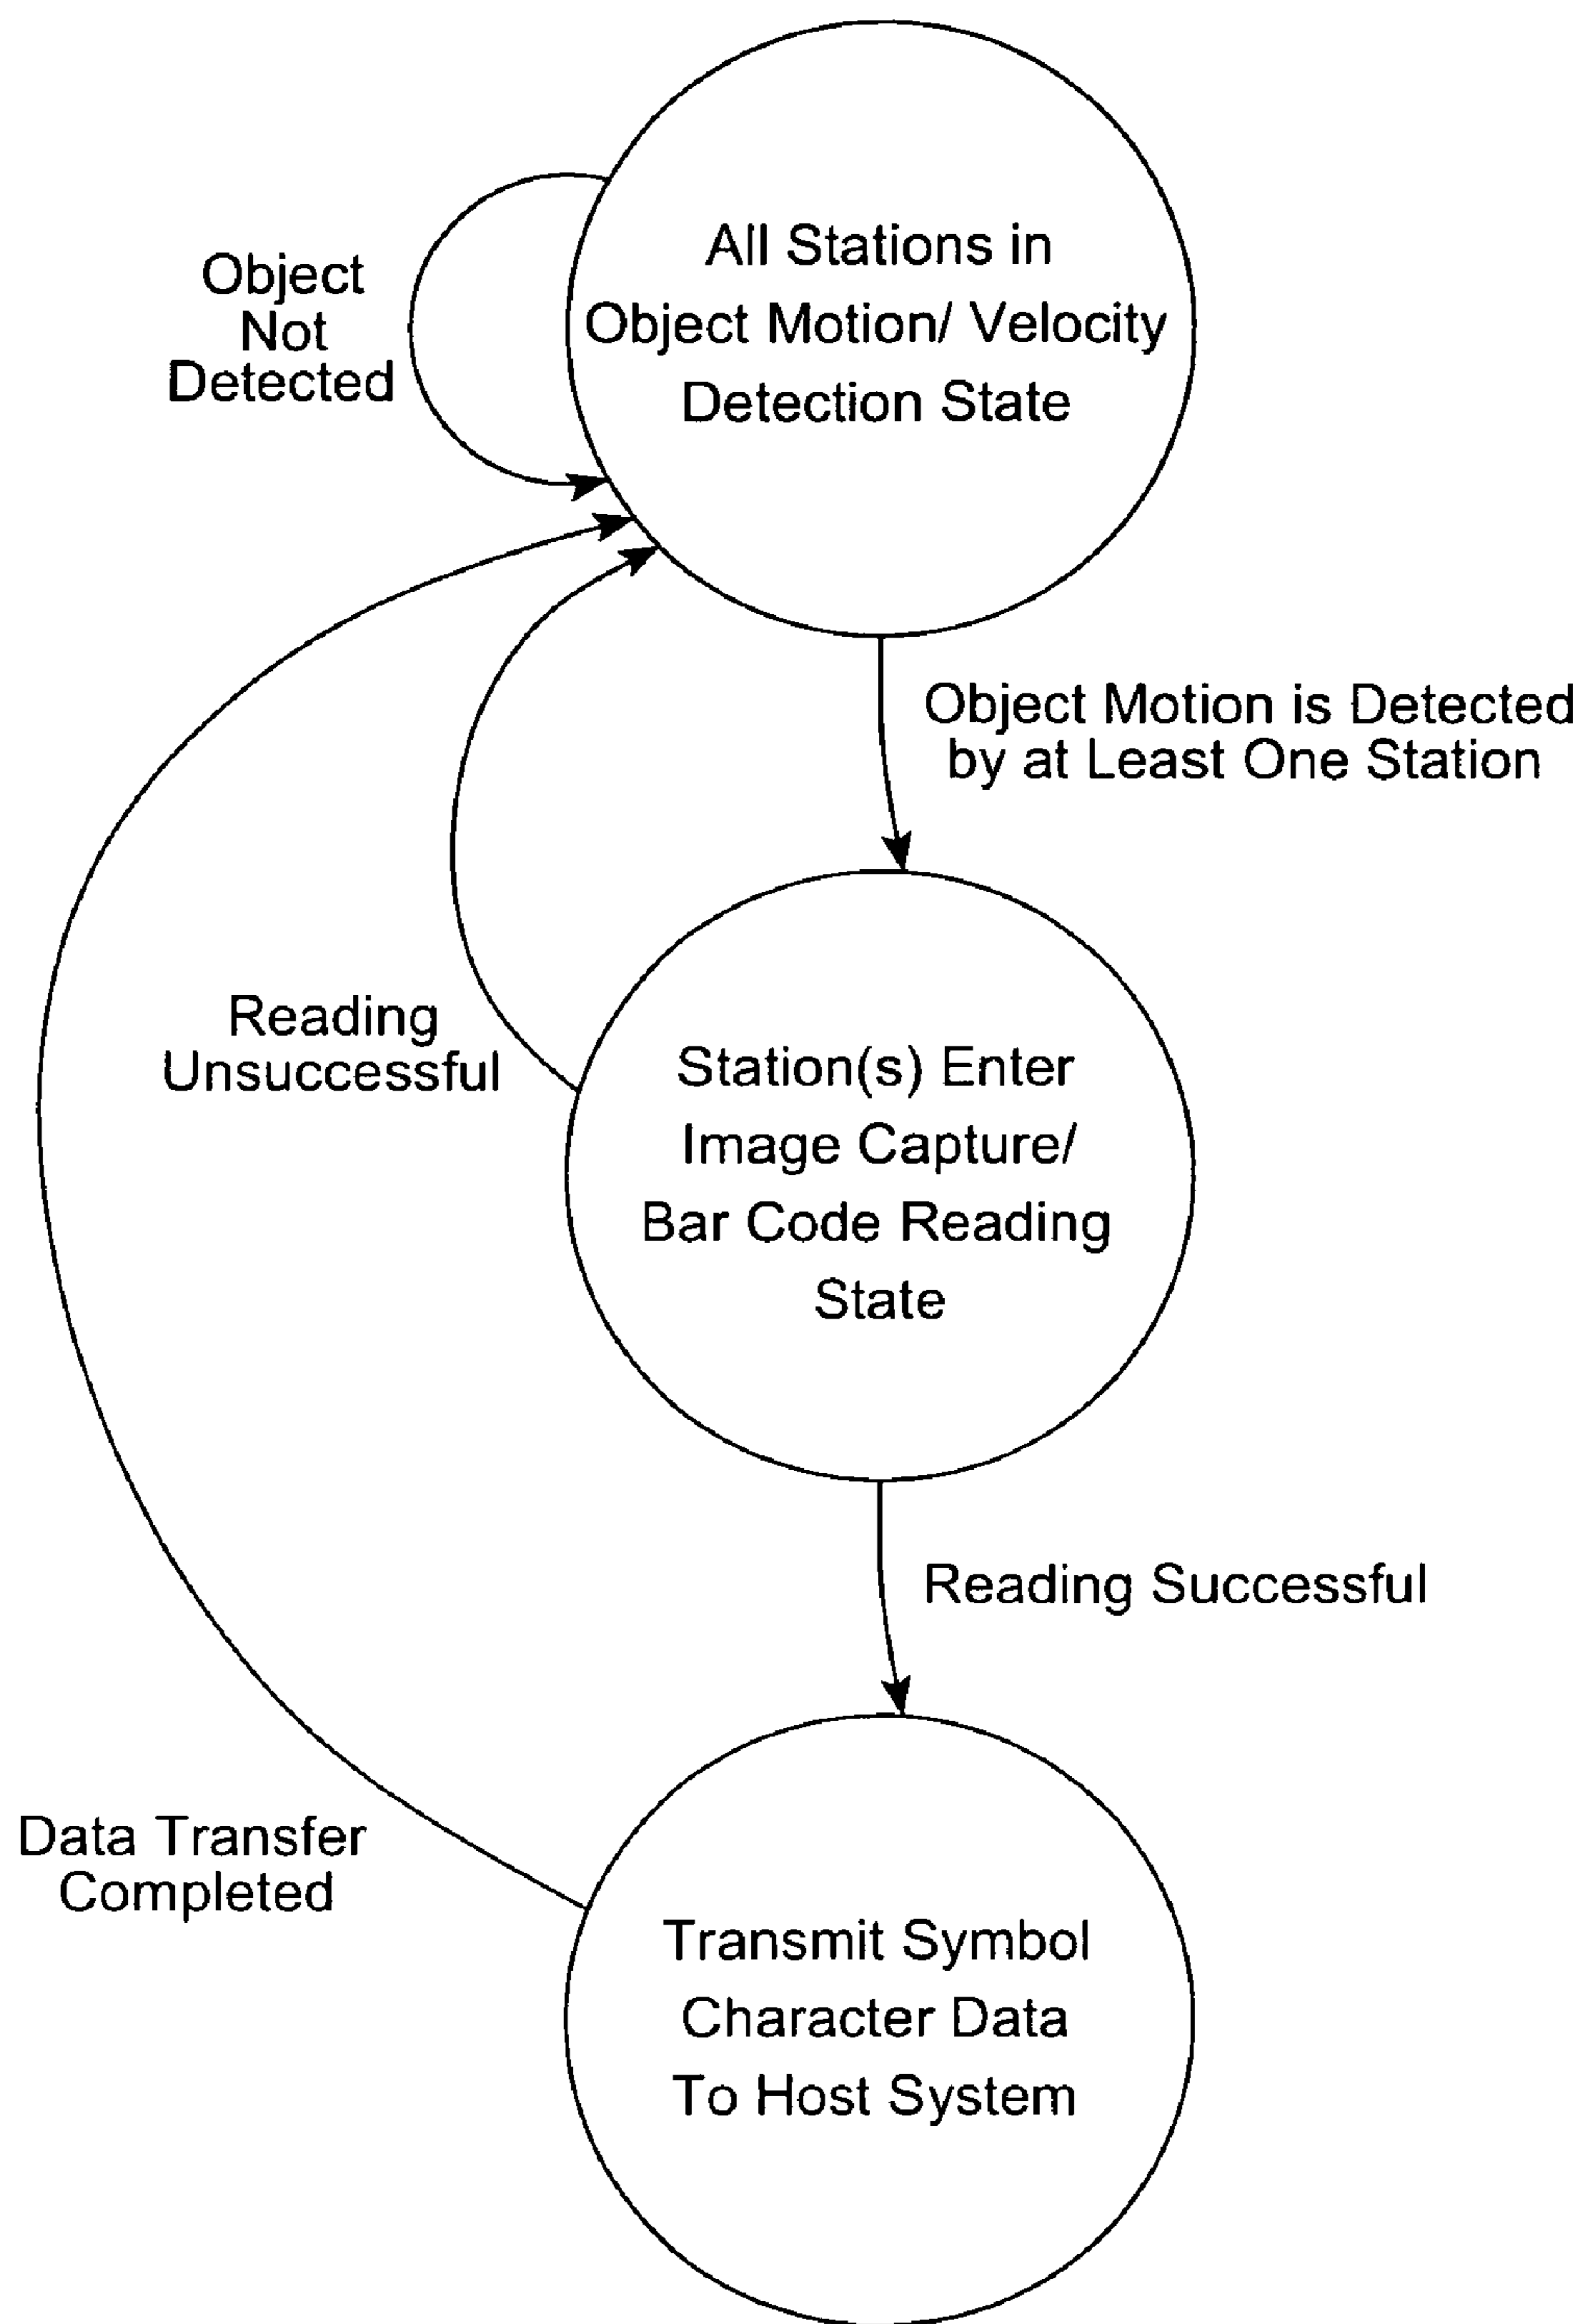 All Stations in
Object Motion/ Velocity
Detection State
Object
Not
Detected
Object Motion is Detected
by at Least One Station
Reading
Unsuccessful
Station(s) Enter
Image Capture/
Bar Code Reading
State
Reading Successful
Data Transfer
Completed
Transmit Symbol
Character Data
To Host System